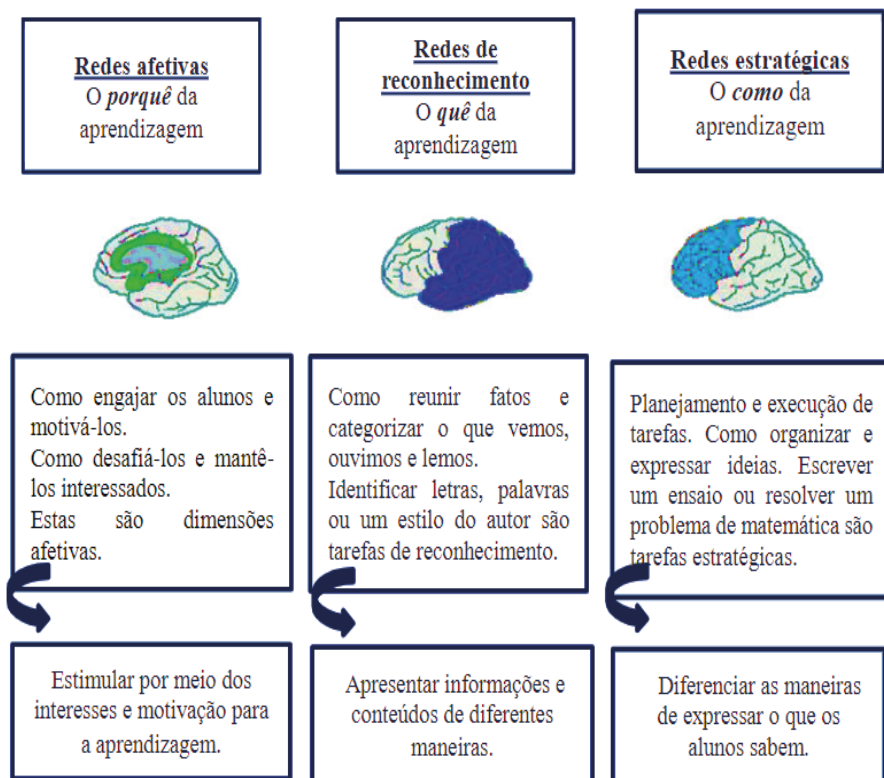 Redes afetivas
O porquê da
aprendizagem
Redes de
reconhecimento
O quê da
aprendizagem
Redes estratégicas
O como da
aprendizagem
Como engajar os alunos e
motivá-los.
Como desafiá-los e mantê-
los interessados.
Estas são dimensões
afetivas.
Como reunir fatos e
categorizar o que vemos,
ouvimos e lemos.
Identificar letras, palavras
ou um estilo do autor são
tarefas de reconhecimento.
Planejamento e execução de
tarefas. Como organizar e
expressar ideias. Escrever
um ensaio ou resolver um
problema de matemática são
tarefas estratégicas.
Estimular por meio dos
interesses e motivação para
a aprendizagem.
Apresentar informações e
conteúdos de diferentes
maneiras.
Diferenciar as maneiras
de expressar o que os
alunos sabem.